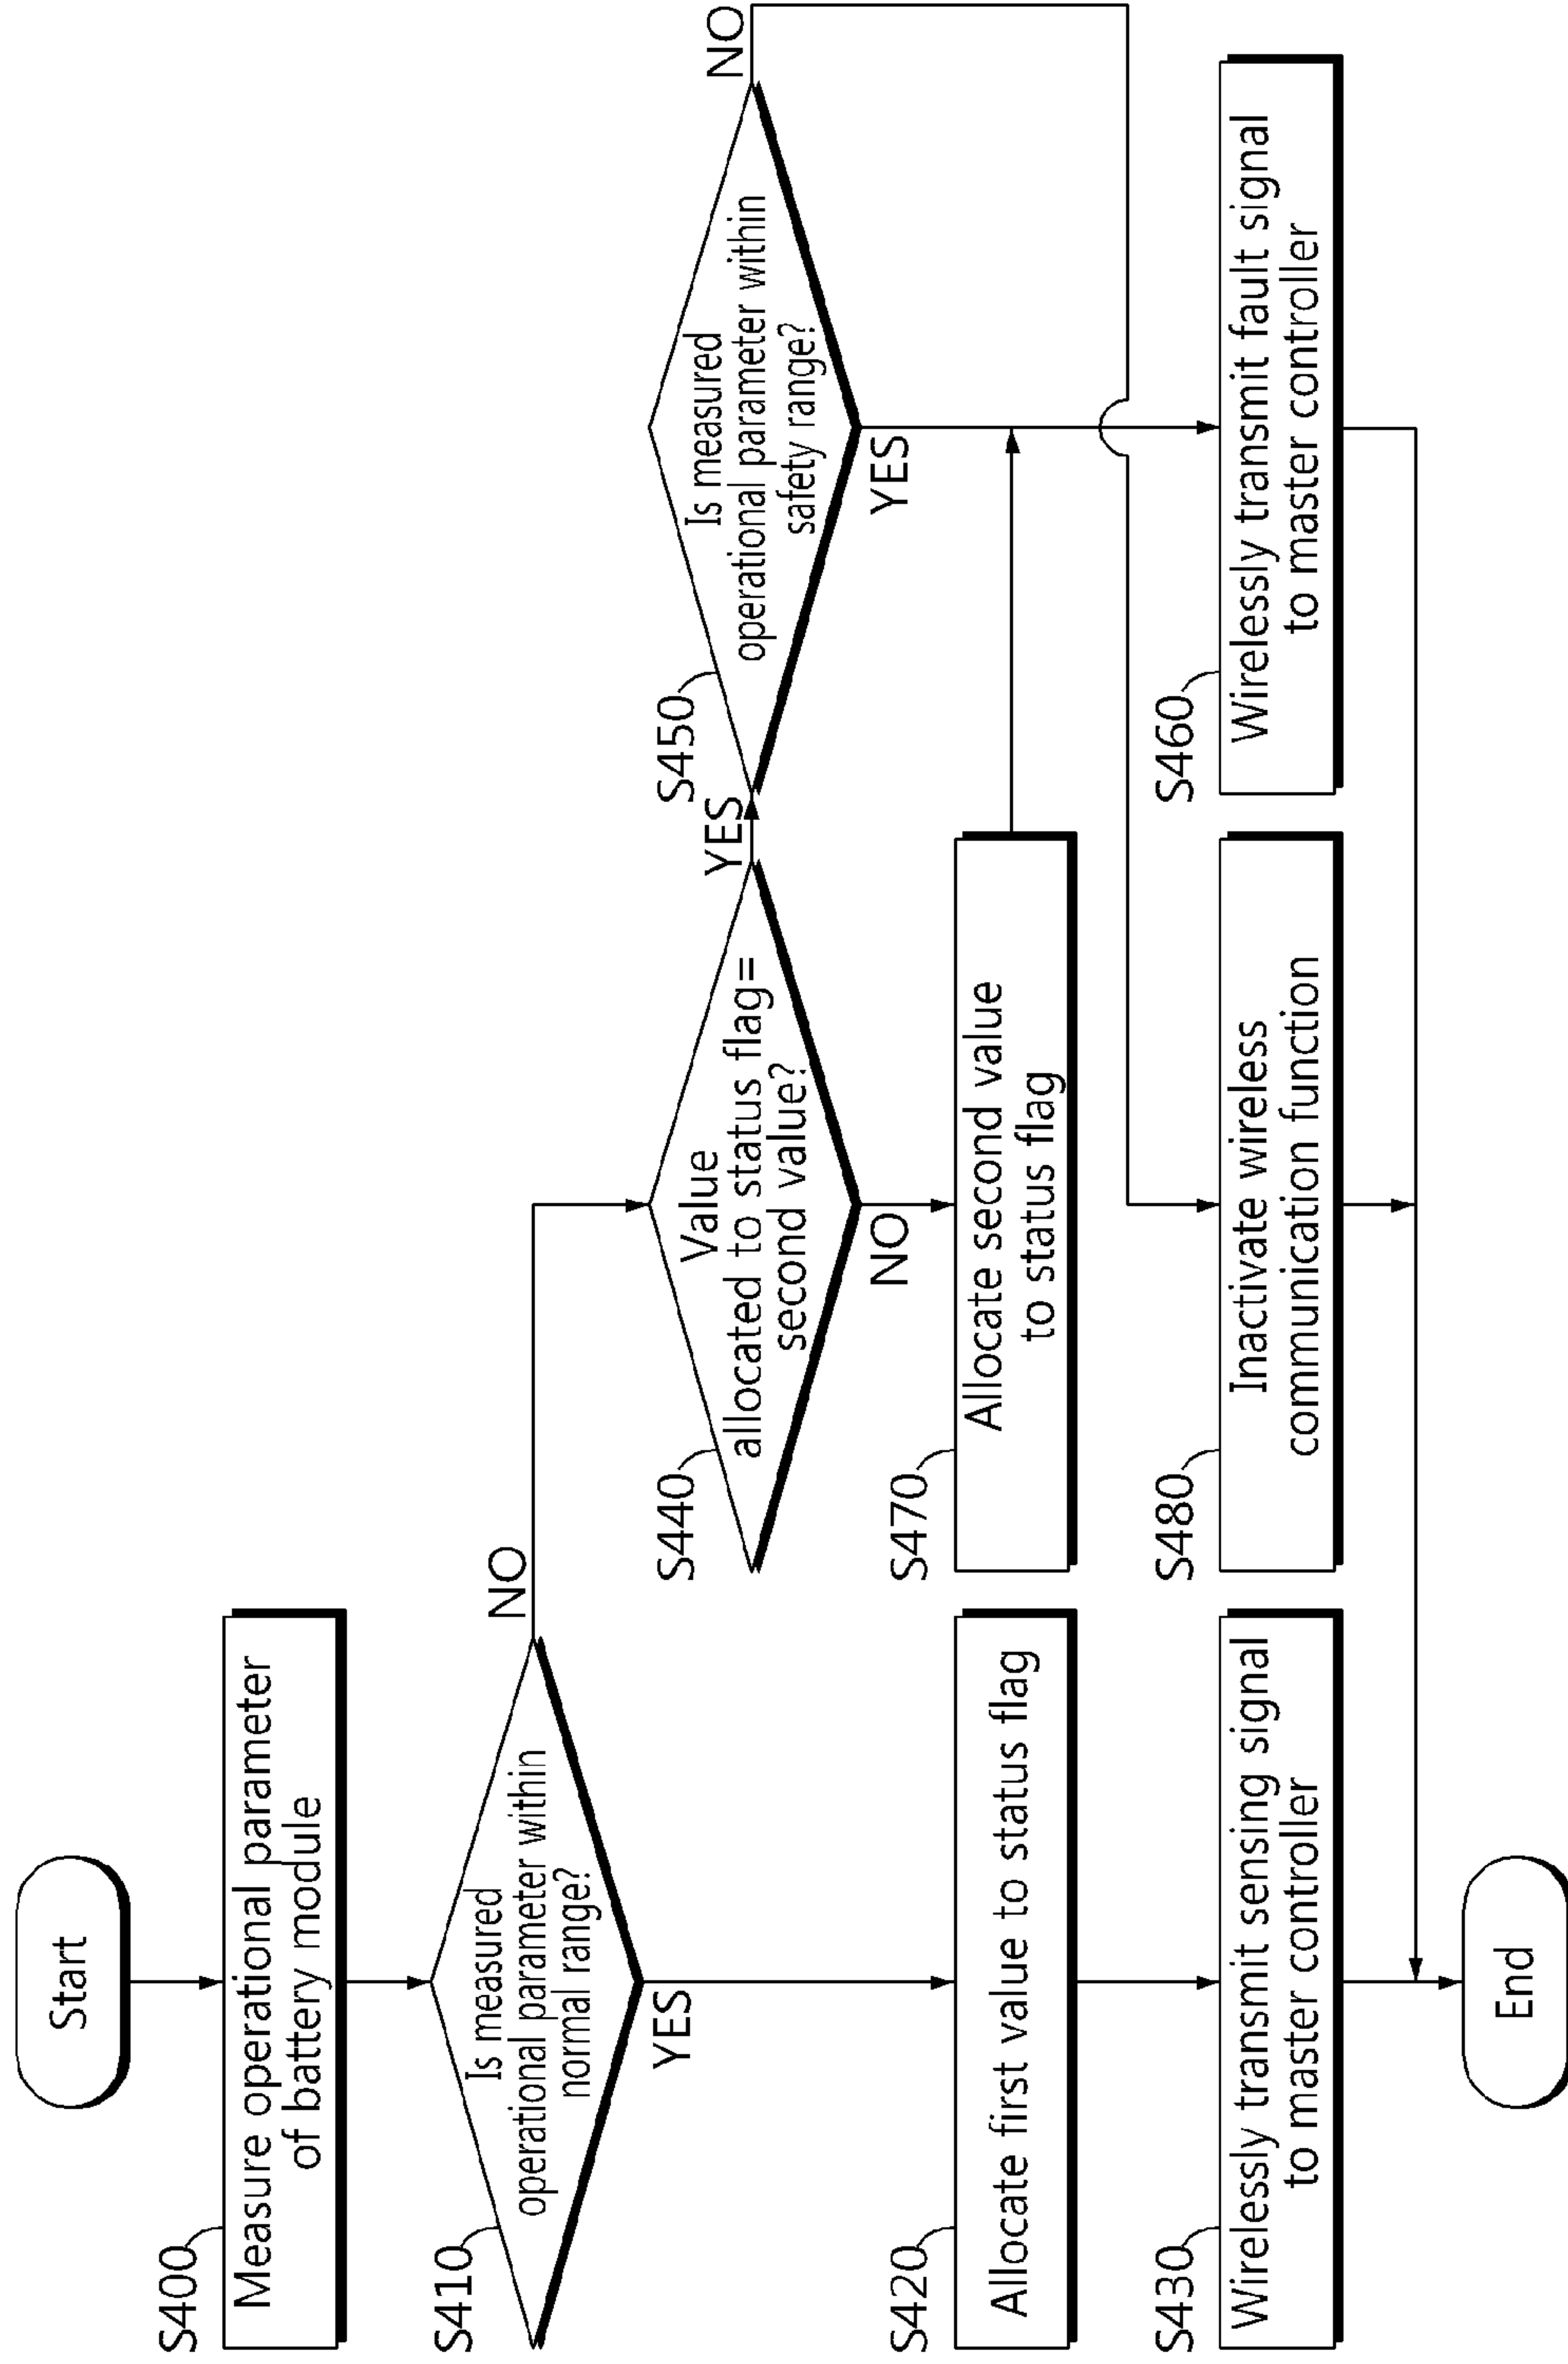 Start
S400
Measure operational parameter
of battery module
S410
Is measured
operational parameter within
normal range?
NO
YES
S440
Value
allocated to status flag=
second value?
YES
NO
S450
Is measured
operational parameter within
safety range?
NO
YES
S420
Allocate first value to status flag
S470
Allocate second value
to status flag
S430
Wirelessly transmit sensing signal
to master controller
S480
Inactivate wireless
communication function
S460
Wirelessly transmit fault signal
to master controller
End